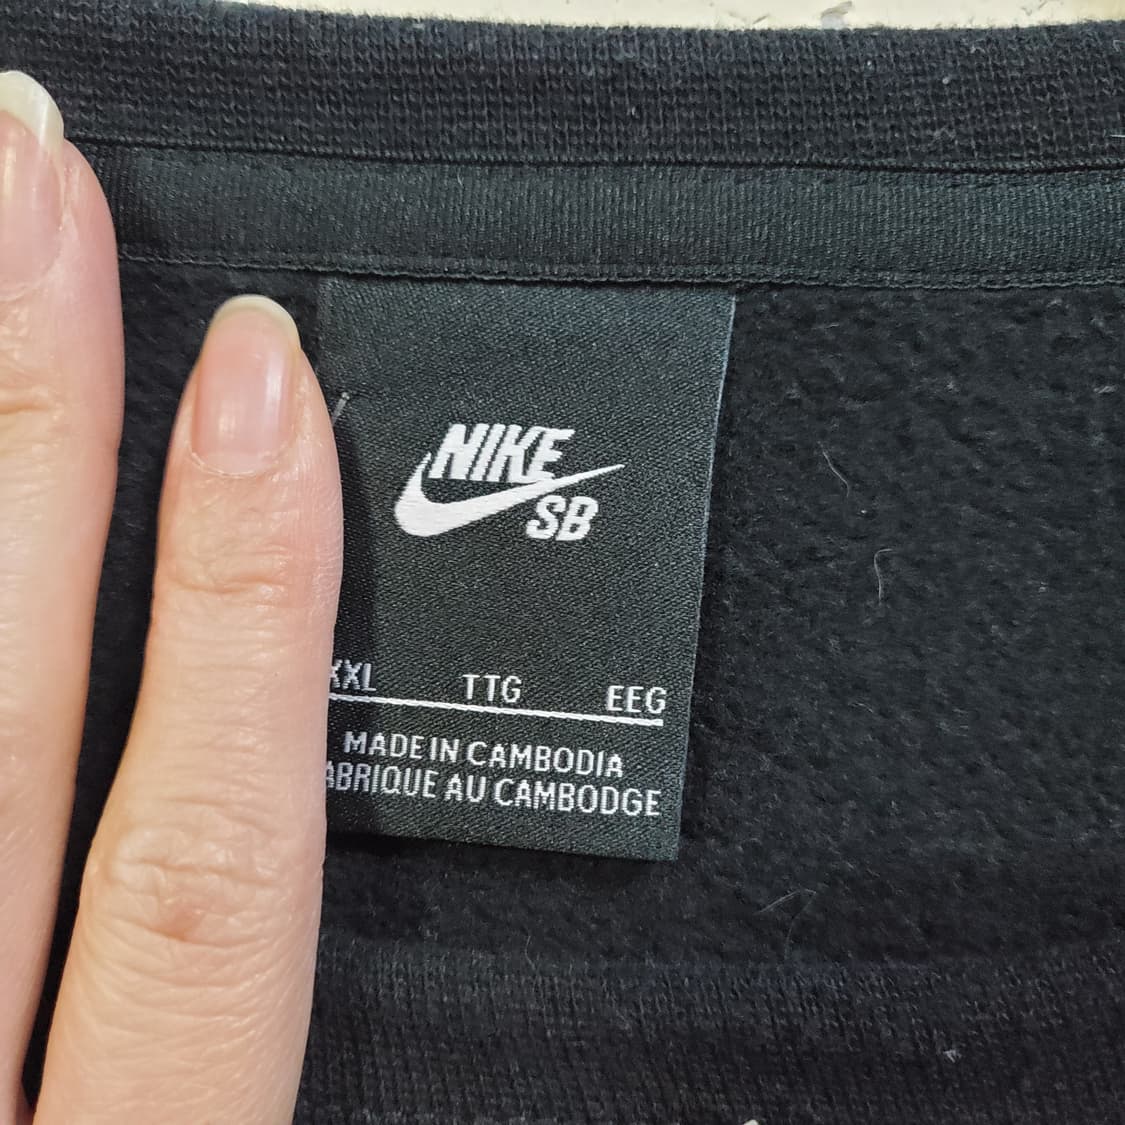 NIKE
SB
XXL TTG EEG
MADE IN CAMBODIA
ABRIQUE AU CAMBODGE